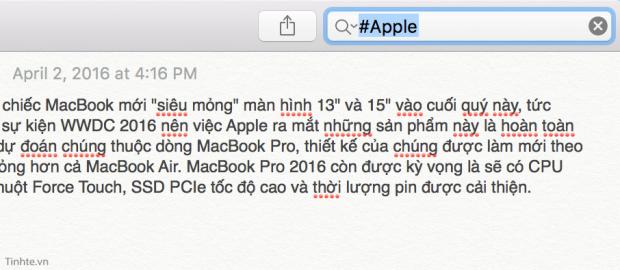 #Apple
April 2, 2016 at 4:16 PM
chiếc MacBook mới "siêu mỏng" màn hình 13" và 15" vào cuối quý này, tức
sự kiện WWDC 2016 nên việc Apple ra mắt những sản phẩm này là hoàn toàn
dự đoán chúng thuộc dòng MacBook Pro, thiết kế của chúng được làm mới theo
ỏng hơn cả MacBook Air. MacBook Pro 2016 còn được kỳ vọng là sẽ có CPU
uột Force Touch, SSD PCIe tốc độ cao và thời lượng pin được cải thiện.
Tinhte.vn